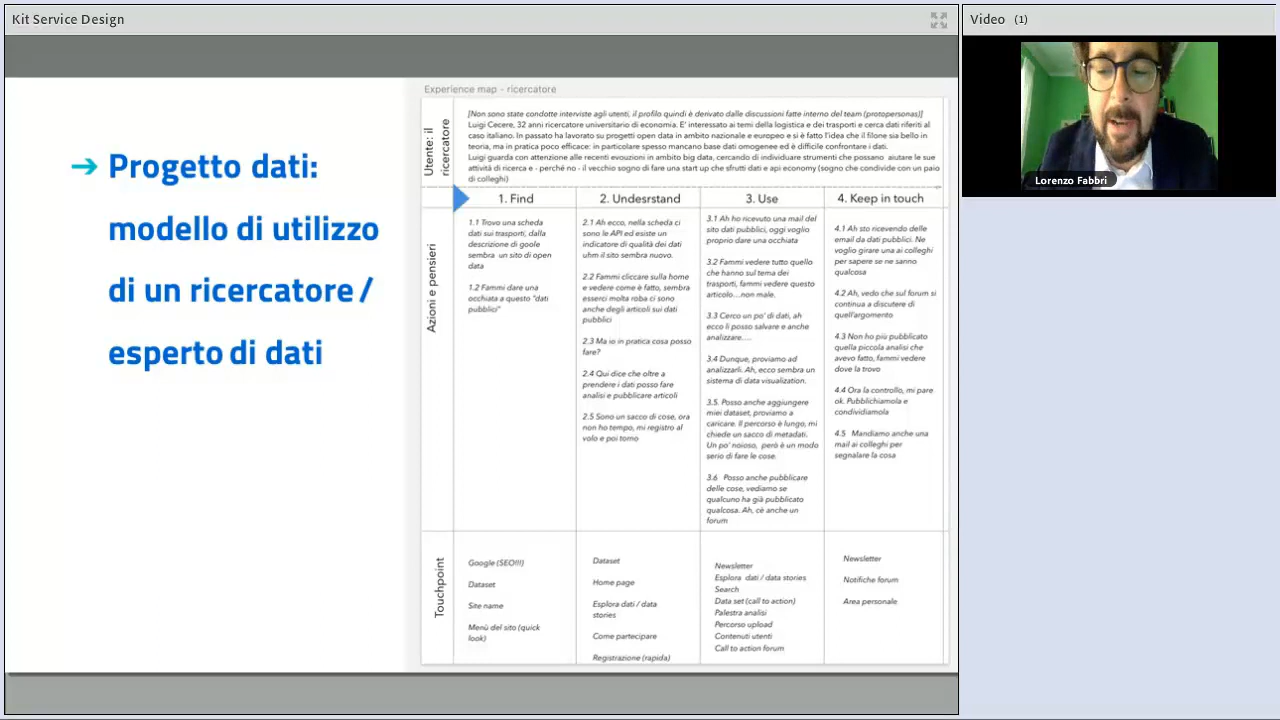 Kit Service Design
Video (1)
Lorenzo Fabbri
➔ Progetto dati:
modello di utilizzo
di un ricercatore /
esperto di dati
Experience map - ricercatore
Utente: il
ricercatore
[Non sono state condotte interviste agli utenti, il profilo quindi è derivato dalle discussioni fatte interno del team (protopersonas)]
Luigi Cecere, 32 anni ricercatore universitario di economia. E' interessato ai temi della logistica e dei trasporti e cerca dati riferiti al
caso italiano. In passato ha lavorato su progetti open data in ambito nazionale e europeo e si è fatto l'idea che il filone sia bello in
teoria, ma in pratica poco efficace: in particolare spesso mancano base dati omogenee ed è difficile confrontare i dati.
Luigi guarda con attenzione alle recenti evouzioni in ambito big data, cercando di individuare strumenti che possano aiutare le sue
attività di ricerca e - perché no - il vecchio sogno di fare una start up che sfrutti dati e api economy (sogno che condivide con un paio
di colleghi)
1. Find
2. Undesrstand
3. Use
4. Keep in touch
Azioni e pensieri
1.1 Trovo una scheda
dati sui trasporti, dalla
descrizione di goole
sembra un sito di open
data
1.2 Fammi dare una
occhiata a questo "dati
pubblici"
2.1 Ah ecco, nella scheda ci
sono le API ed esiste un
indicatore di qualità dei dati
uhm il sito sembra nuovo.
2.2 Fammi cliccare sulla home
e vedere come è fatto, sembra
esserci molta roba ci sono
anche degli articoli sui dati
pubblici
2.3 Ma io in pratica cosa posso
fare?
2.4 Qui dice che oltre a
prendere i dati posso fare
analisi e pubblicare articoli
2.5 Sono un sacco di cose, ora
non ho tempo, mi registro al
volo e poi torno
3.1 Ah ho ricevuto una mail del
sito dati pubblici, oggi voglio
proprio dare una occhiata
3.2 Fammi vedere tutto quello
che hanno sul tema dei
trasporti, fammi vedere questo
articolo…non male.
3.3 Cerco un po' di dati, ah
ecco li posso salvare e anche
analizzare….
3.4 Dunque, proviamo ad
analizzarli. Ah, ecco sembra un
sistema di data visualization.
3.5. Posso anche aggiungere
miei dataset, proviamo a
caricare. Il percorso è lungo, mi
chiede un sacco di metadati.
Un po' noioso, però è un modo
serio di fare le cose.
3.6 Posso anche pubblicare
delle cose, vediamo se
qualcuno ha già pubblicato
qualcosa. Ah, cè anche un
forum
4.1 Ah sto ricevendo delle
email da dati pubblici. Ne
voglio girare una ai colleghi
per sapere se ne sanno
qualcosa
4.2 Ah, vedo che sul forum si
continua a discutere di
quell'argomento
4.3 Non ho più pubblicato
quella piccola analisi che
avevo fatto, fammi vedere
dove la trovo
4.4 Ora la controllo, mi pare
ok. Pubblichiamola e
condividiamola
4.5 Mandiamo anche una
mail ai colleghi per
segnalare la cosa
Touchpoint
Google (SEO!!!)
Dataset
Site name
Menù del sito (quick
look)
Dataset
Home page
Esplora dati / data
stories
Come partecipare
Registrazione (rapida)
Newsletter
Esplora dati / data stories
Search
Data set (call to action)
Palestra analisi
Percorso upload
Contenuti utenti
Call to action forum
Newsletter
Notifiche forum
Area personale